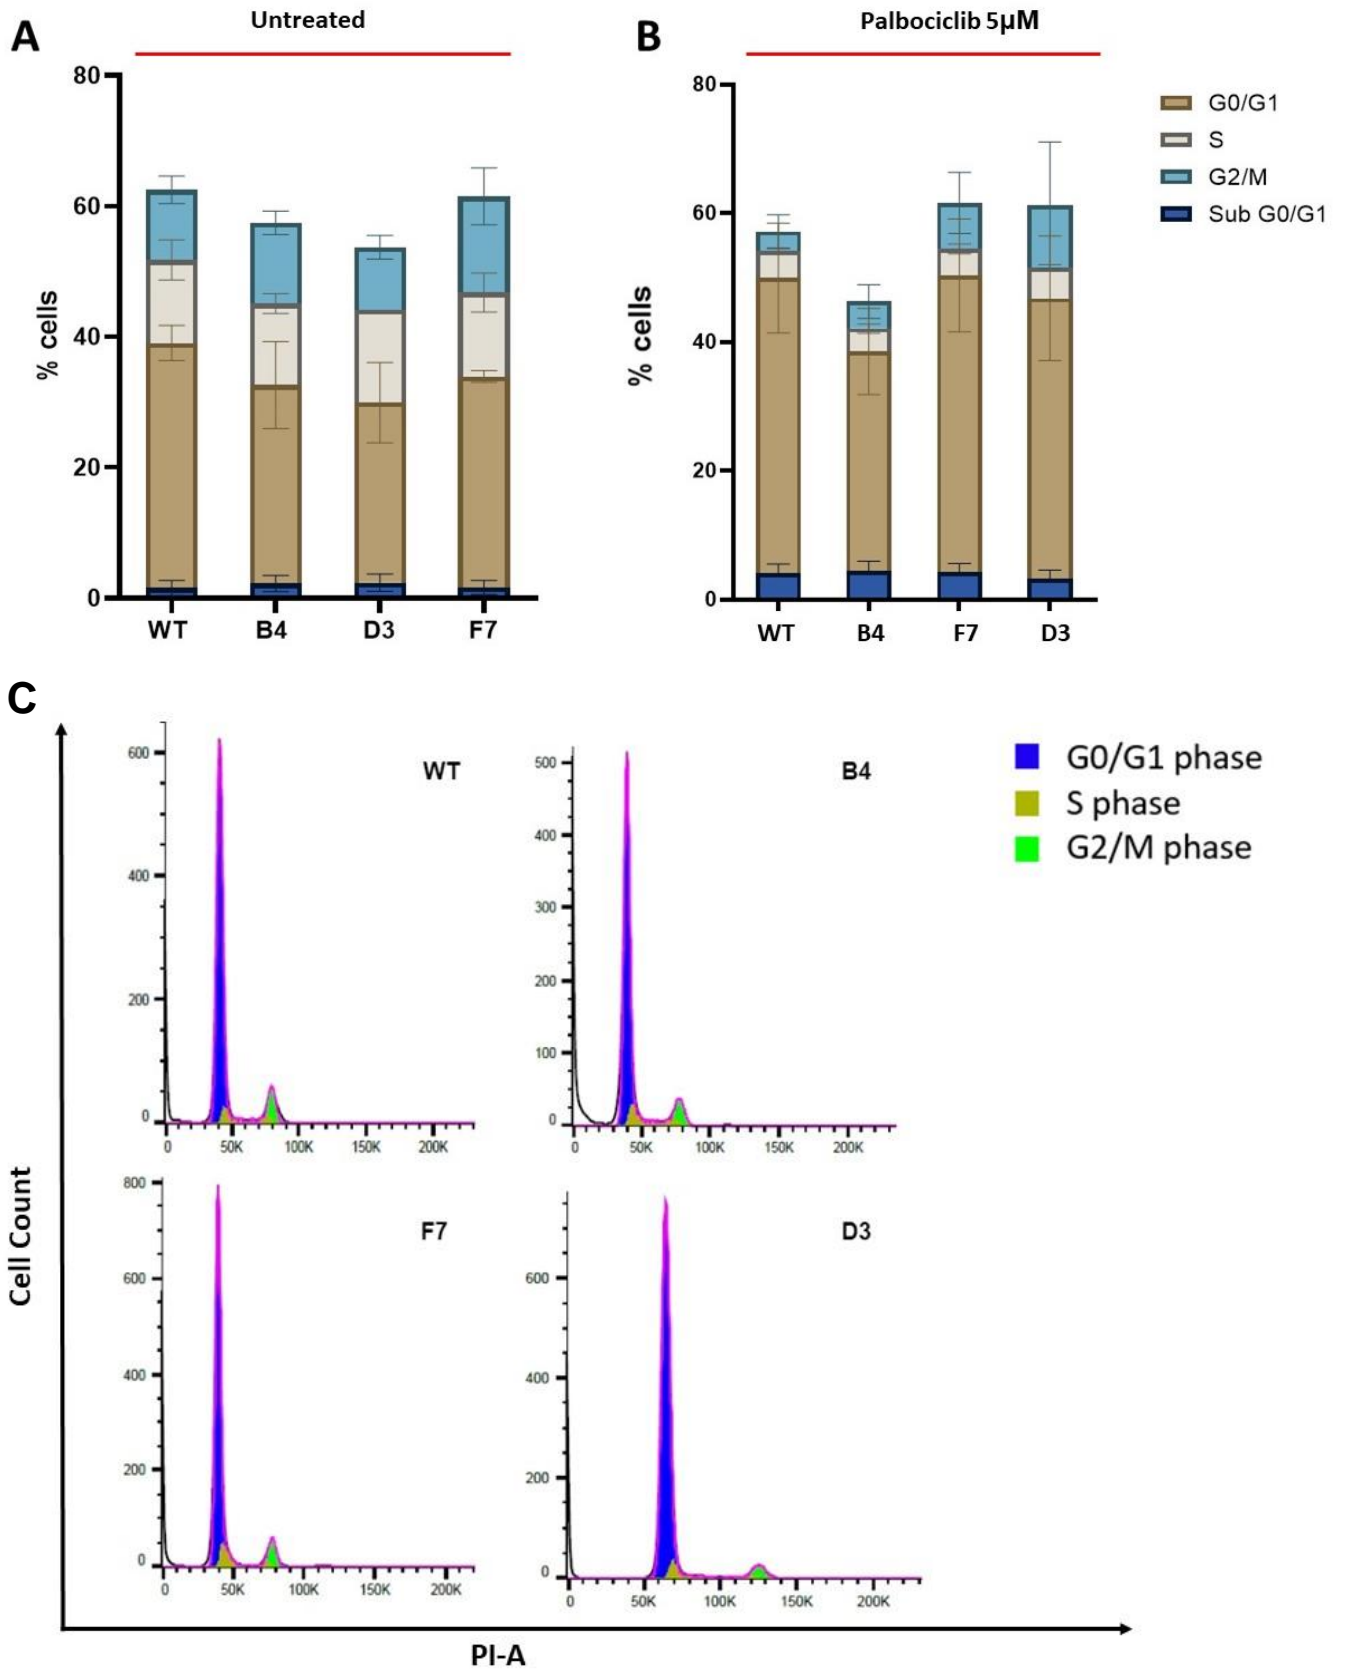 A
Untreated
80
60
40
20
0
% cells
WT
B4
D3
F7
B
Palbociclib 5µM
80
60
40
20
0
% cells
WT
B4
F7
D3
G0/G1
S
G2/M
Sub G0/G1
C
Cell Count
600
400
200
0
WT
0 50K 100K 150K 200K
500
400
300
200
100
0
B4
0 50K 100K 150K 200K
G0/G1 phase
S phase
G2/M phase
800
600
400
200
0
F7
0 50K 100K 150K 200K
600
400
200
0
D3
0 50K 100K 150K 200K
PI-A